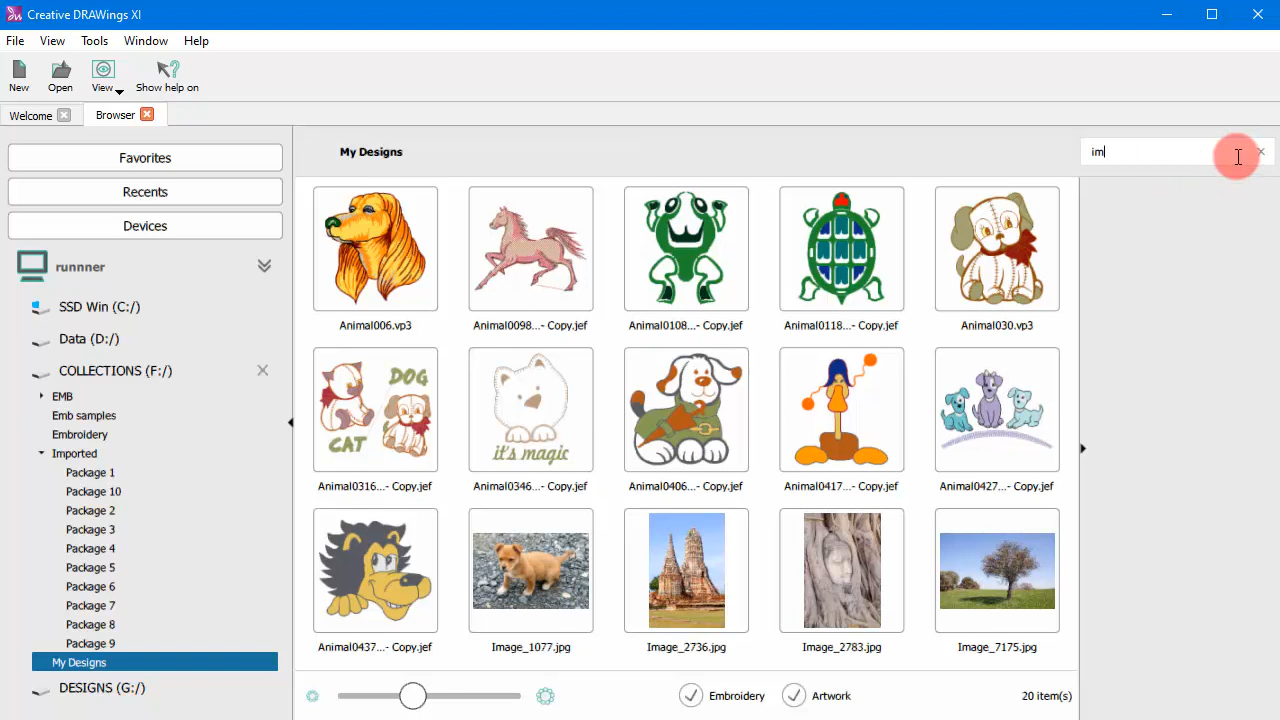 Creative DRAWings XI
File View Tools Window Help
New Open View Show help on
Welcome Browser
Favorites
Recents
Devices
runnner
SSD Win (C:/)
Data (D:/)
COLLECTIONS (F:/)
EMB
Emb samples
Embroidery
Imported
Package 1
Package 10
Package 2
Package 3
Package 4
Package 5
Package 6
Package 7
Package 8
Package 9
My Designs
DESIGNS (G:/)
My Designs
im
Animal006.vp3 Animal0098...- Copy.jef Animal0108...- Copy.jef Animal0118...- Copy.jef Animal030.vp3
DOG
CAT
it's magic
Animal0316...- Copy.jef Animal0346...- Copy.jef Animal0406...- Copy.jef Animal0417...- Copy.jef Animal0427...- Copy.jef
Animal0437...- Copy.jef Image_1077.jpg Image_2736.jpg Image_2783.jpg Image_7175.jpg
Embroidery Artwork 20 item(s)